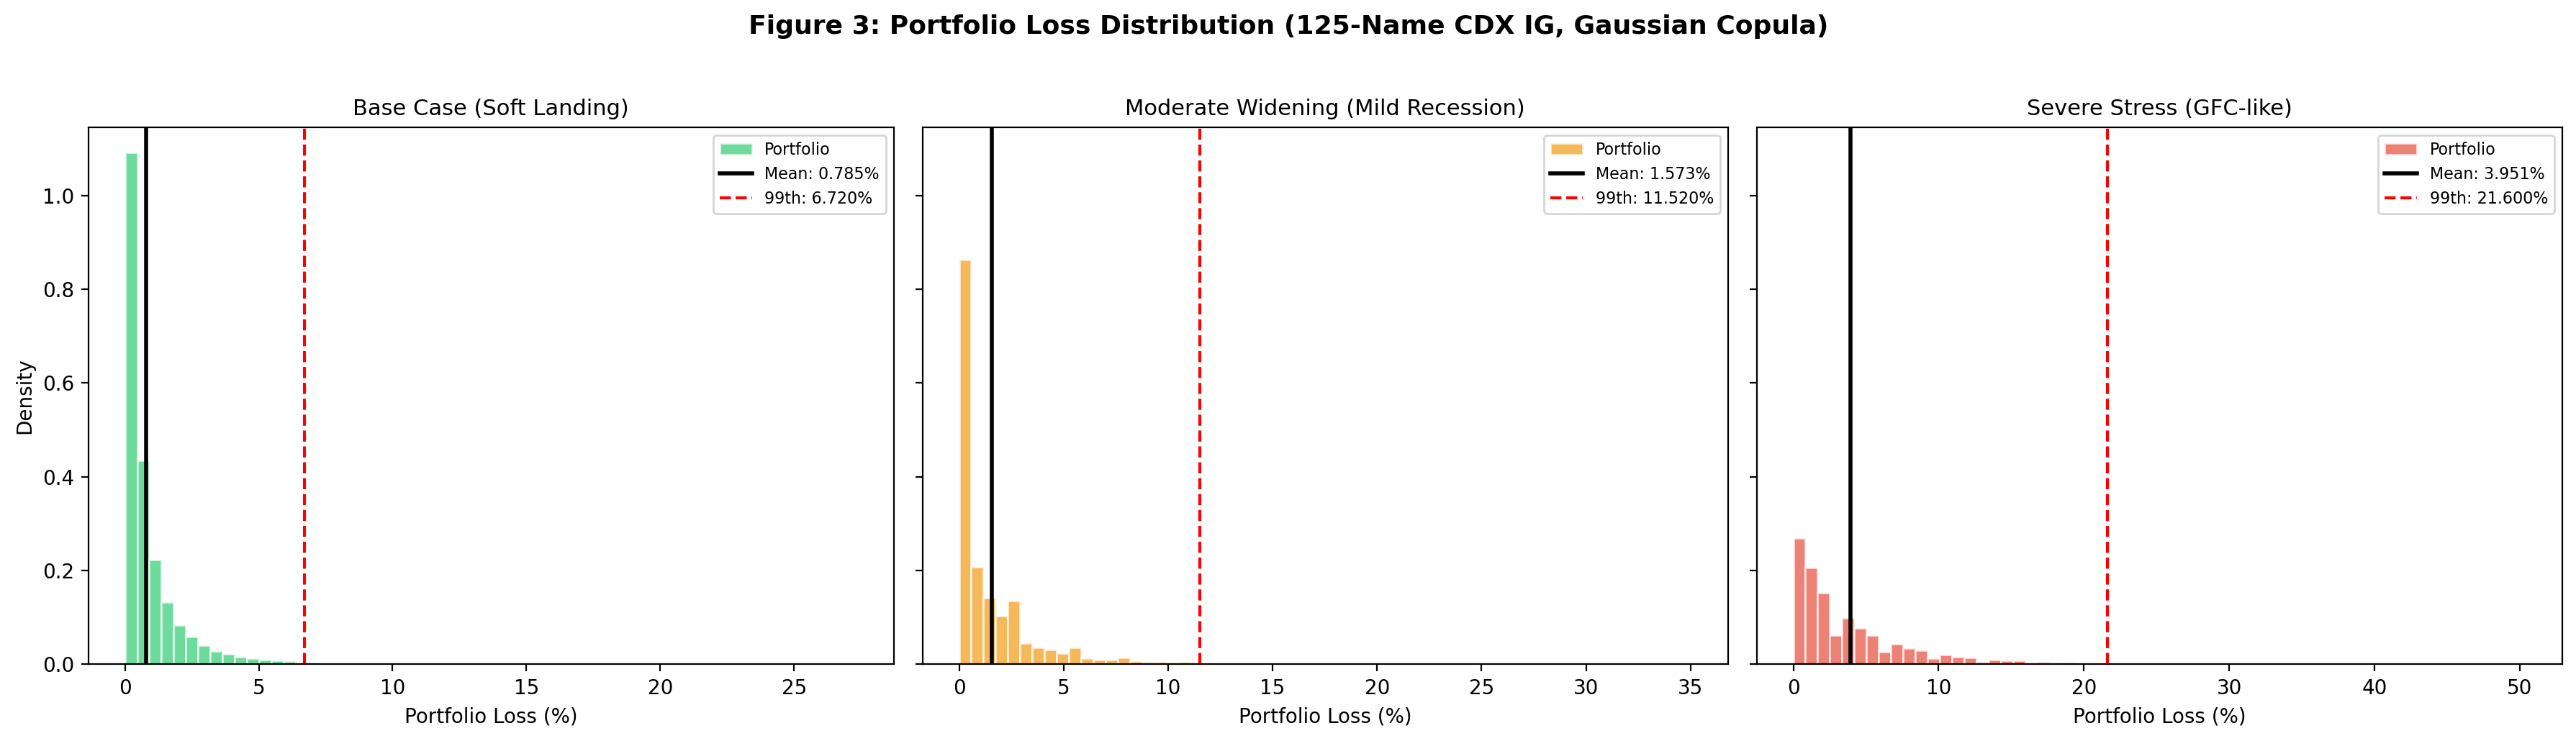 Figure 3: Portfolio Loss Distribution (125-Name CDX IG, Gaussian Copula)
Base Case (Soft Landing)
Portfolio
Mean: 0.785%
99th: 6.720%
Density
1.0
0.8
0.6
0.4
0.2
0.0
0 5 10 15 20 25
Portfolio Loss (%)
Moderate Widening (Mild Recession)
Portfolio
Mean: 1.573%
99th: 11.520%
0 5 10 15 20 25 30 35
Portfolio Loss (%)
Severe Stress (GFC-like)
Portfolio
Mean: 3.951%
99th: 21.600%
0 10 20 30 40 50
Portfolio Loss (%)